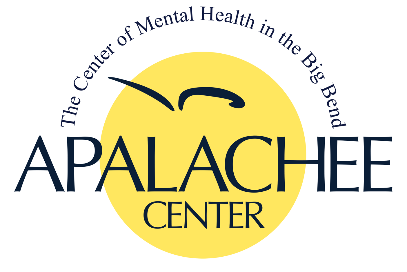 The Center of Mental Health in the Big Bend
APALACHEE
CENTER